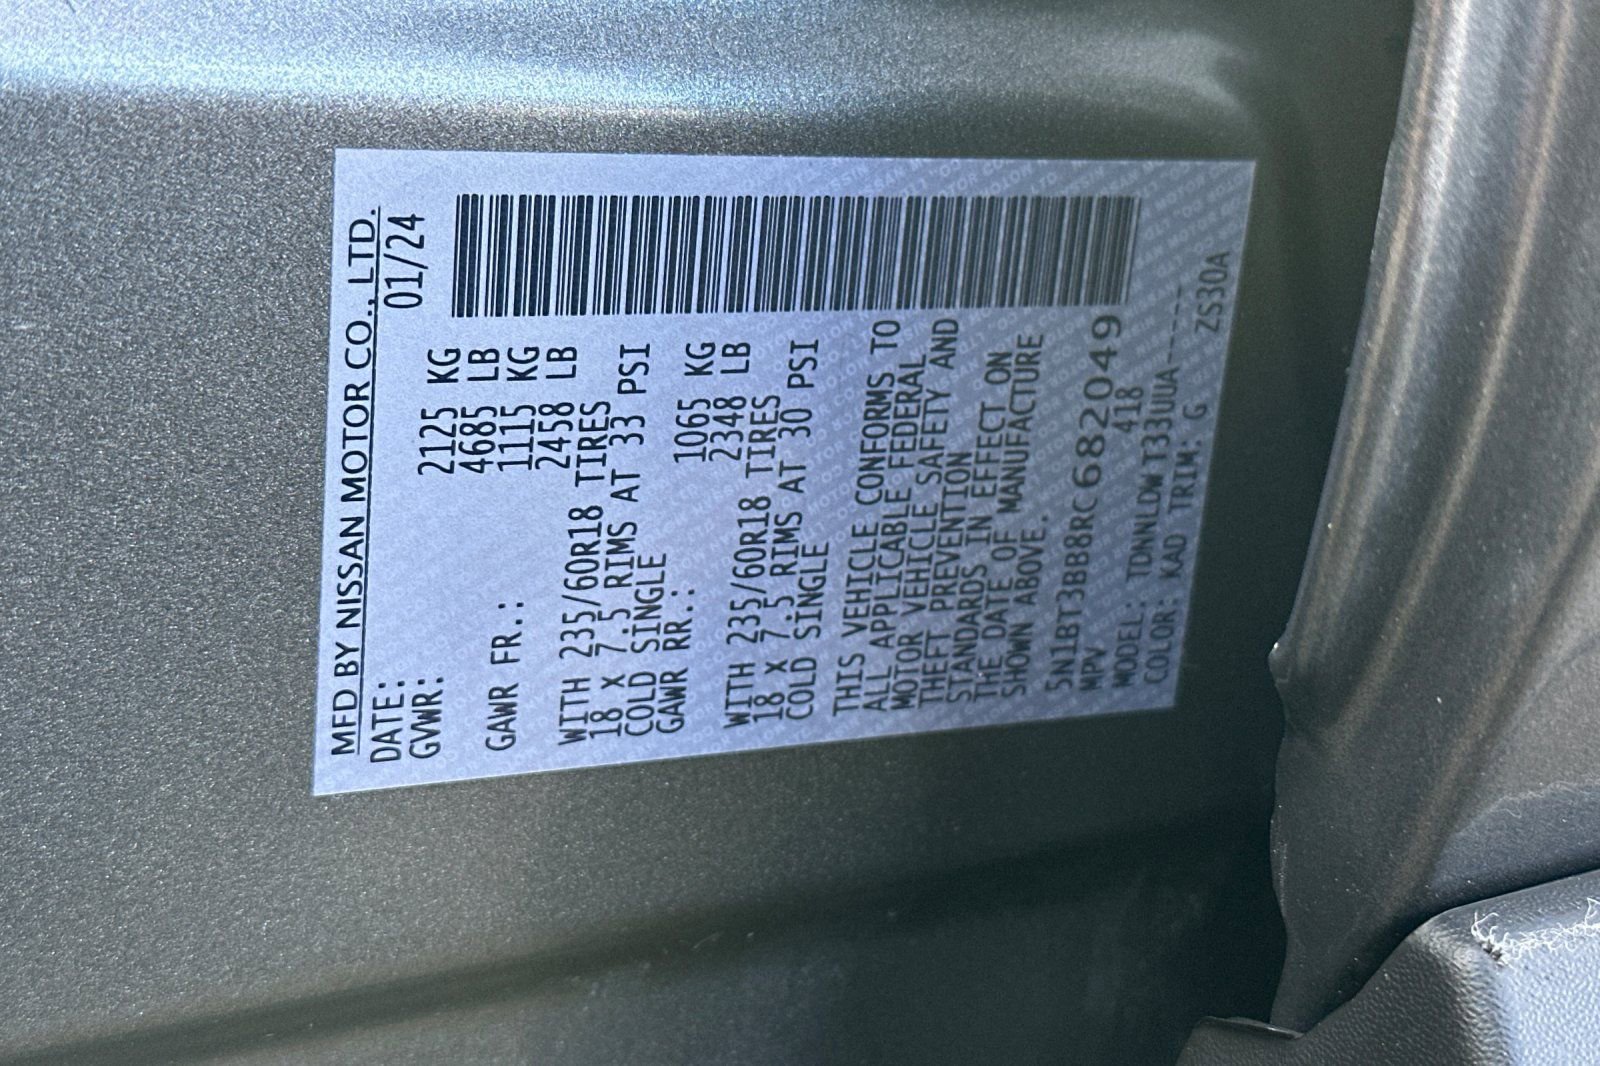 MFD BY NISSAN MOTOR CO., LTD.
DATE: 01/24
GVWR: 2125 KG
4685 LB
GAWR FR.: 1115 KG
2458 LB
WITH 235/60R18 TIRES
18 X 7.5 RIMS AT 33 PSI
COLD SINGLE
GAWR RR.: 1065 KG
2348 LB
WITH 235/60R18 TIRES
18 X 7.5 RIMS AT 30 PSI
COLD SINGLE
THIS VEHICLE CONFORMS TO
ALL APPLICABLE FEDERAL
MOTOR VEHICLE SAFETY AND
THEFT PREVENTION
STANDARDS IN EFFECT ON
THE DATE OF MANUFACTURE
SHOWN ABOVE.
5N1BT3BB8RC682049
MPV 418
MODEL: TDNNLDWT33UUA-----
COLOR: KAD TRIM: G ZS30A